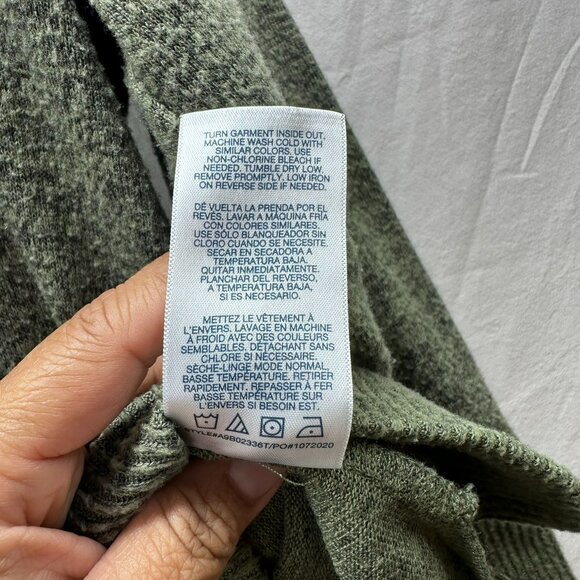 TURN GARMENT INSIDE OUT.
MACHINE WASH COLD WITH
SIMILAR COLORS. USE
NON-CHLORINE BLEACH IF
NEEDED. TUMBLE DRY LOW.
REMOVE PROMPTLY. LOW IRON
ON REVERSE SIDE IF NEEDED.
DÉ VUELTA LA PRENDA POR EL
REVÉS. LAVAR A MÁQUINA FRÍA
CON COLORES SIMILARES.
USE SÓLO BLANQUEADOR SIN
CLORO CUANDO SE NECESITE.
SECAR EN SECADORA A
TEMPERATURA BAJA.
QUITAR INMEDIATAMENTE.
PLANCHAR DEL REVERSO,
A TEMPERATURA BAJA,
SI ES NECESARIO.
METTEZ LE VÊTEMENT À
L'ENVERS. LAVAGE EN MACHINE
À FROID AVEC DES COULEURS
SEMBLABLES. DÉTACHANT SANS
CHLORE SI NÉCESSAIRE.
SÈCHE-LINGE MODE NORMAL,
BASSE TEMPÉRATURE. RETIRER
RAPIDEMENT. REPASSER À FER
BASSE TEMPÉRATURE SUR
L'ENVERS SI BESOIN EST.
STYLE#A9B02336T/PO#1072020